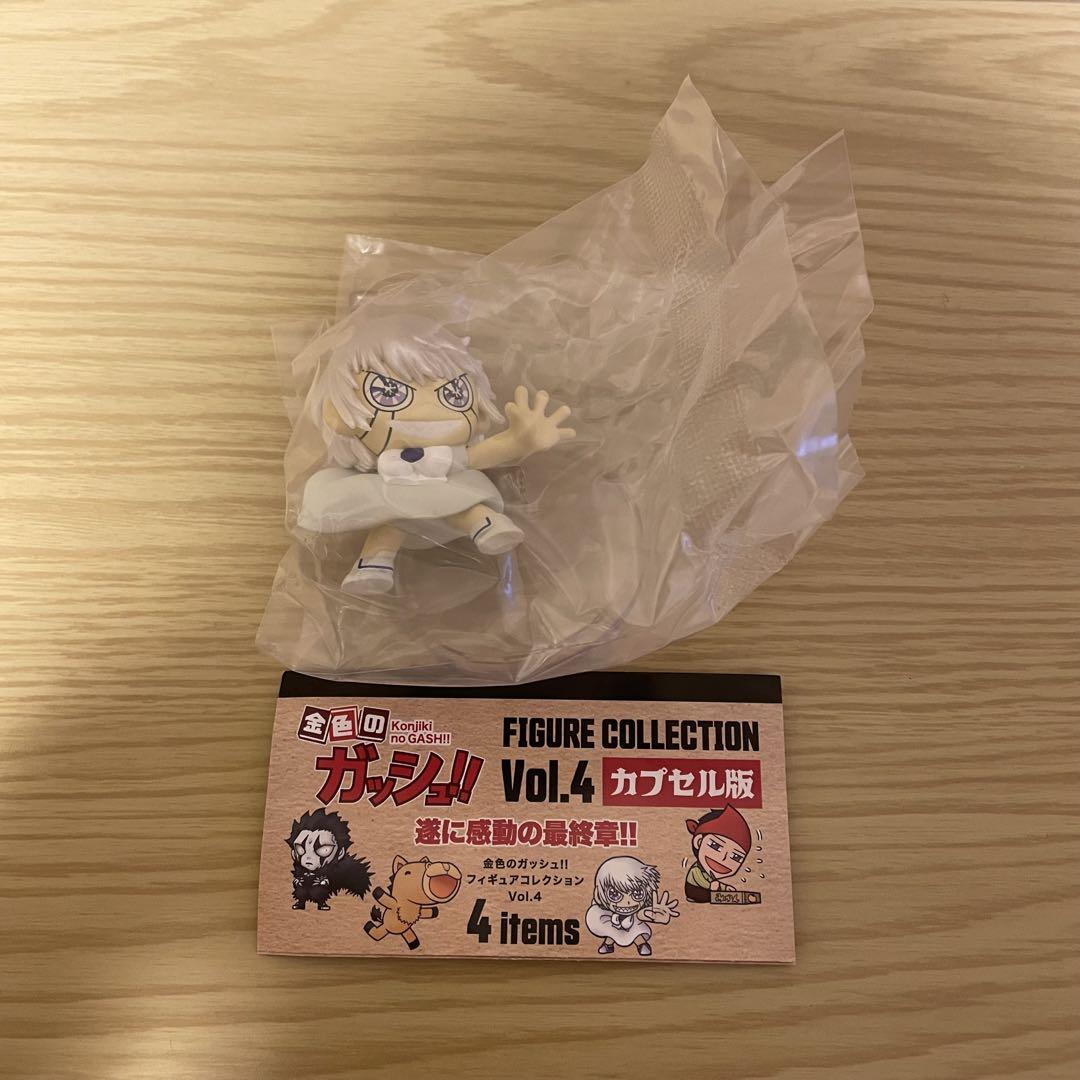 金色の
Konjiki
no GASH!!
ガッシュ!!
FIGURE COLLECTION
Vol.4 カプセル版
遂に感動の最終章!!
金色のガッシュ!!
フィギュアコレクション
Vol.4
4 items